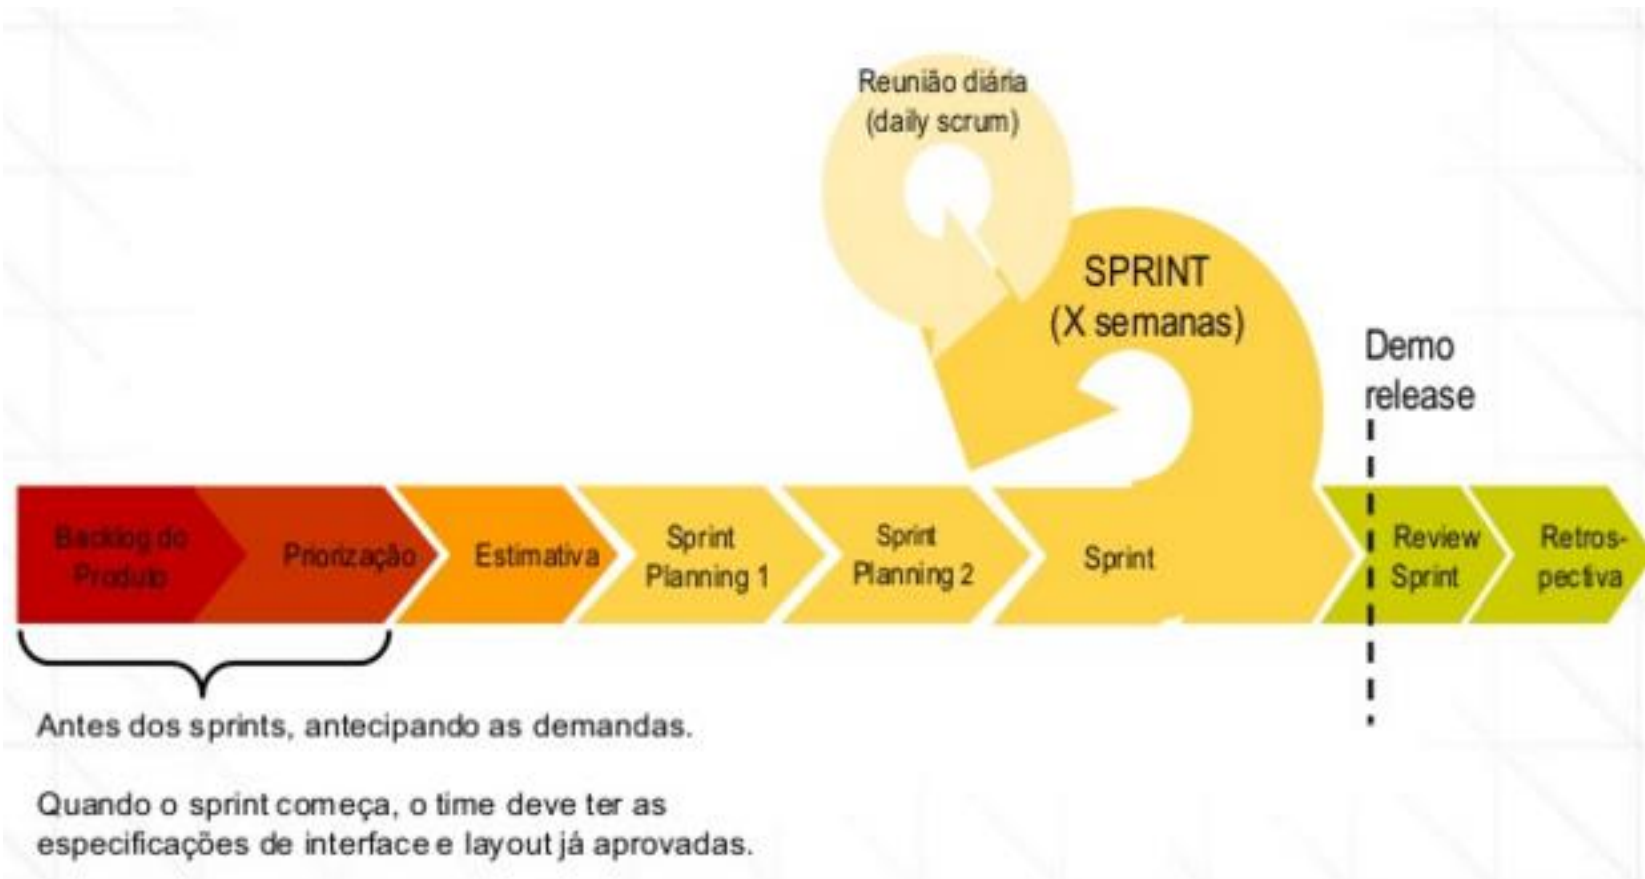 Reunião diária
(daily scrum)
SPRINT
(X semanas)
Demo
release
Backlog do
Produto
Priorização
Estimativa
Sprint
Planning 1
Sprint
Planning 2
Sprint
Review
Sprint
Retros-
pectiva
Antes dos sprints, antecipando as demandas.
Quando o sprint começa, o time deve ter as
especificações de interface e layout já aprovadas.